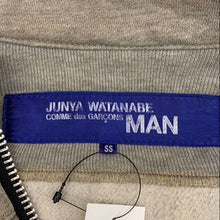 JUNYA WATANABE
COMME des GARÇONS
MAN
SS